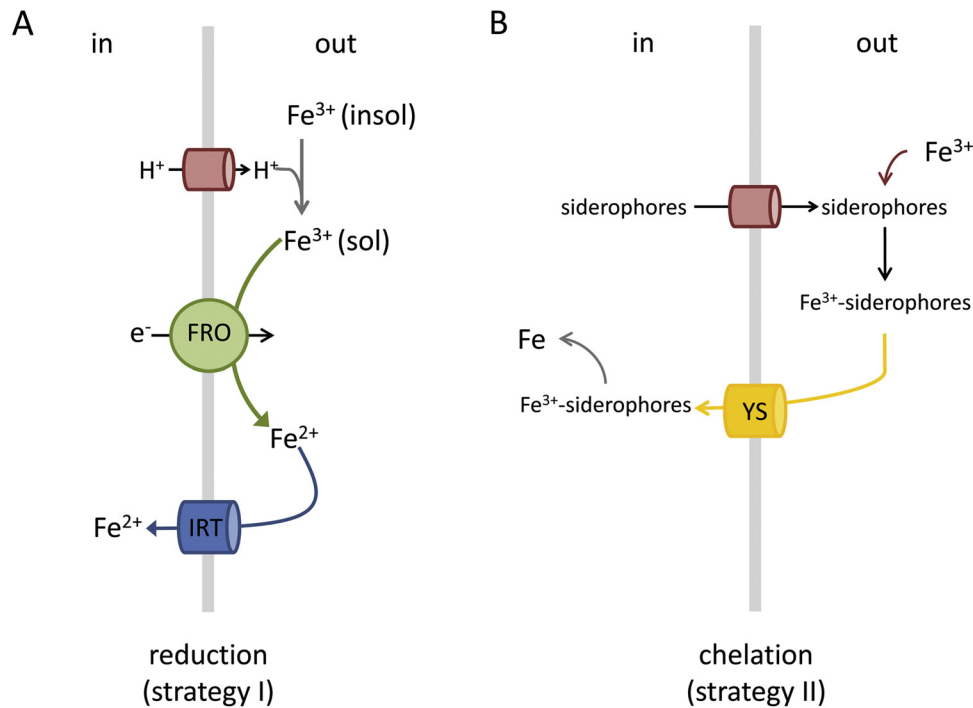 A
in
out
Fe³⁺ (insol)
H⁺
H⁺
Fe³⁺ (sol)
e⁻
FRO
Fe²⁺
Fe²⁺
IRT
reduction
(strategy I)
B
in
out
Fe³⁺
siderophores
siderophores
Fe³⁺-siderophores
Fe
Fe³⁺-siderophores
YS
chelation
(strategy II)